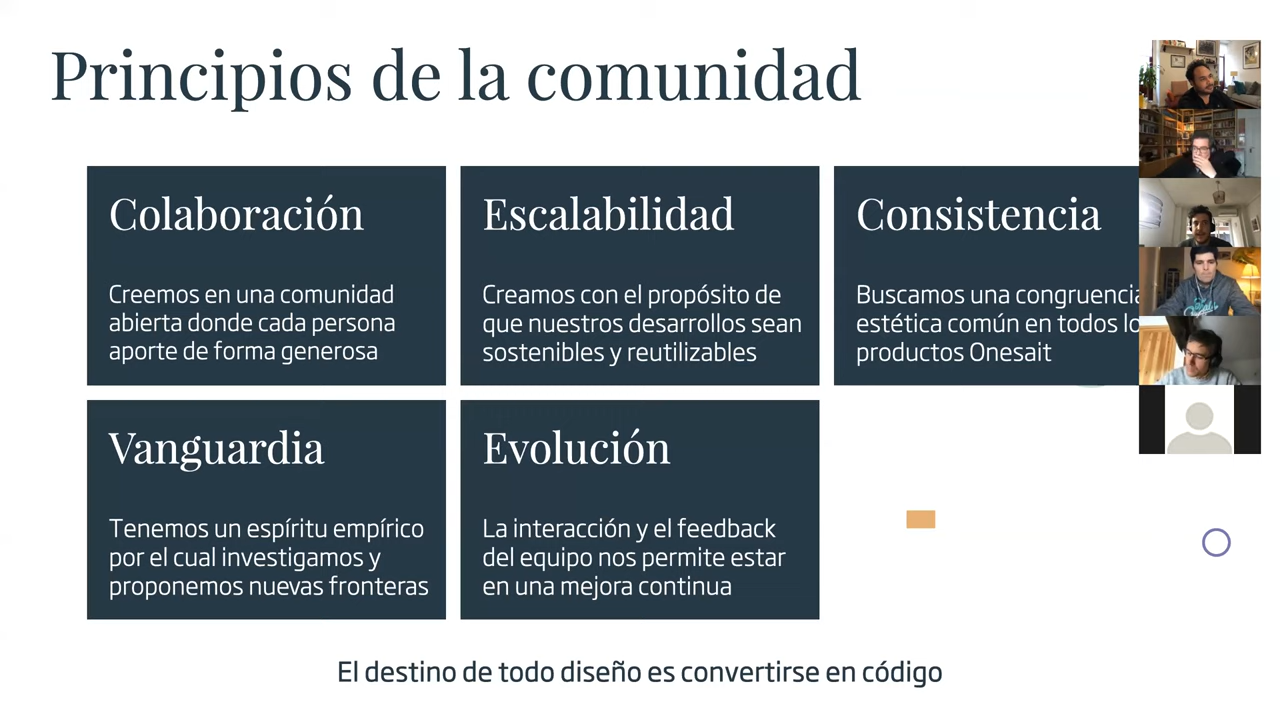 Principios de la comunidad
Colaboración
Creemos en una comunidad
abierta donde cada persona
aporte de forma generosa
Escalabilidad
Creamos con el propósito de
que nuestros desarrollos sean
sostenibles y reutilizables
Consistencia
Buscamos una congruencia
estética común en todos lo
productos Onesait
Vanguardia
Tenemos un espíritu empírico
por el cual investigamos y
proponemos nuevas fronteras
Evolución
La interacción y el feedback
del equipo nos permite estar
en una mejora continua
El destino de todo diseño es convertirse en código